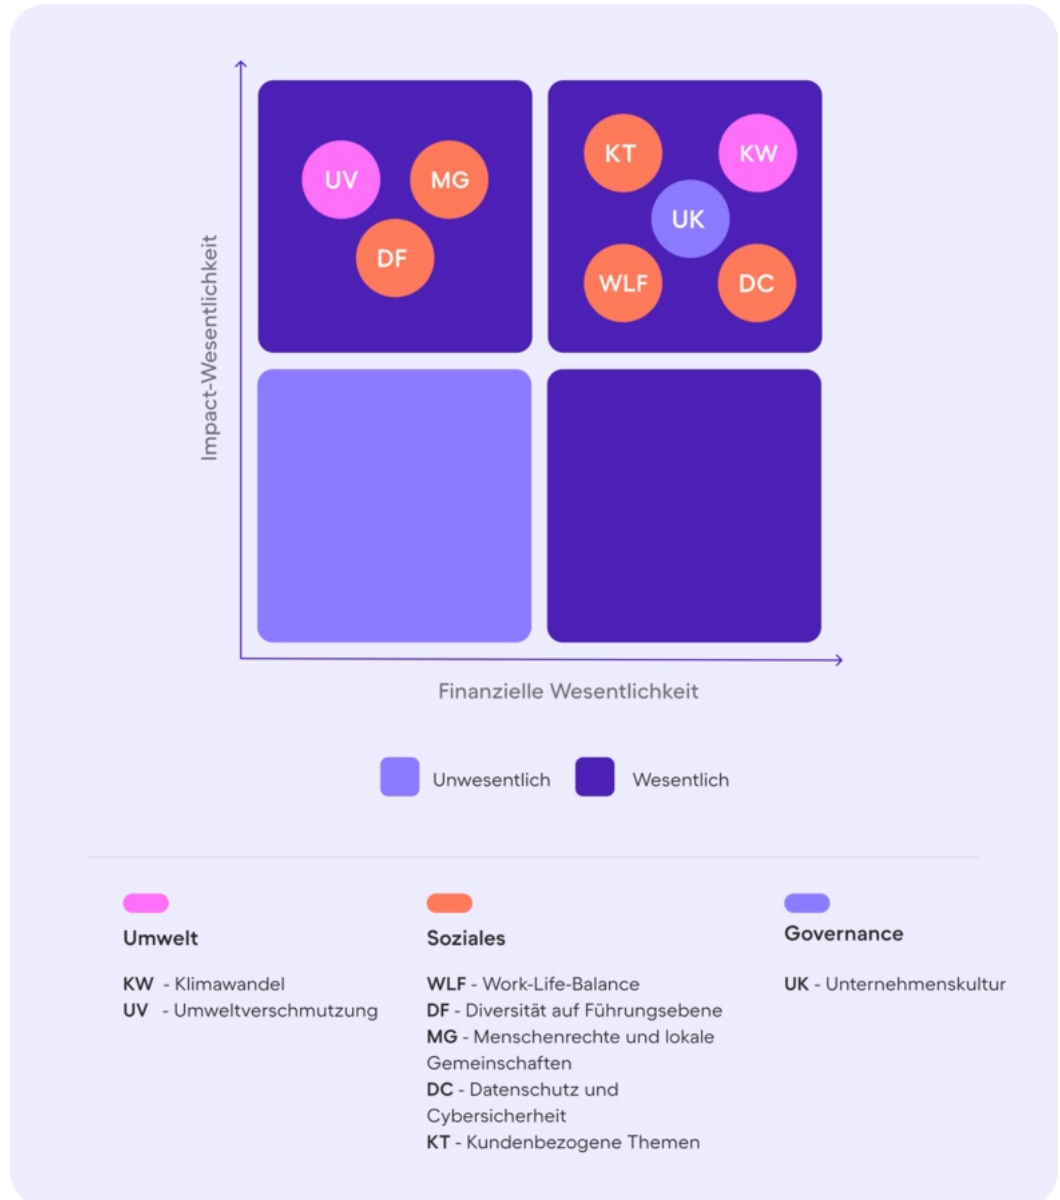 Impact-Wesentlichkeit
UV
MG
DF
KT
KW
UK
WLF
DC
Finanzielle Wesentlichkeit
Unwesentlich
Wesentlich
Umwelt
KW - Klimawandel
UV - Umweltverschmutzung
Soziales
WLF - Work-Life-Balance
DF - Diversität auf Führungsebene
MG - Menschenrechte und lokale
Gemeinschaften
DC - Datenschutz und
Cybersicherheit
KT - Kundenbezogene Themen
Governance
UK - Unternehmenskultur